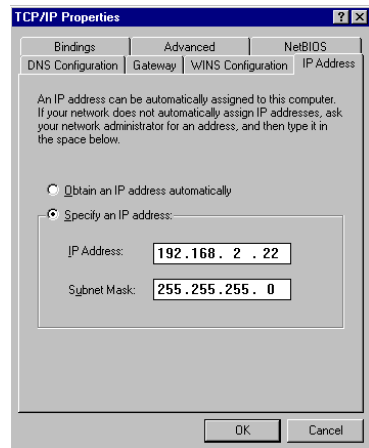 TCP/IP Properties
Bindings
Advanced
NetBIOS
DNS Configuration
Gateway
WINS Configuration
IP Address
An IP address can be automatically assigned to this computer.
If your network does not automatically assign IP addresses, ask
your network administrator for an address, and then type it in
the space below.
Obtain an IP address automatically
Specify an IP address:
IP Address:
192.168. 2 .22
Subnet Mask:
255.255.255. 0
OK
Cancel